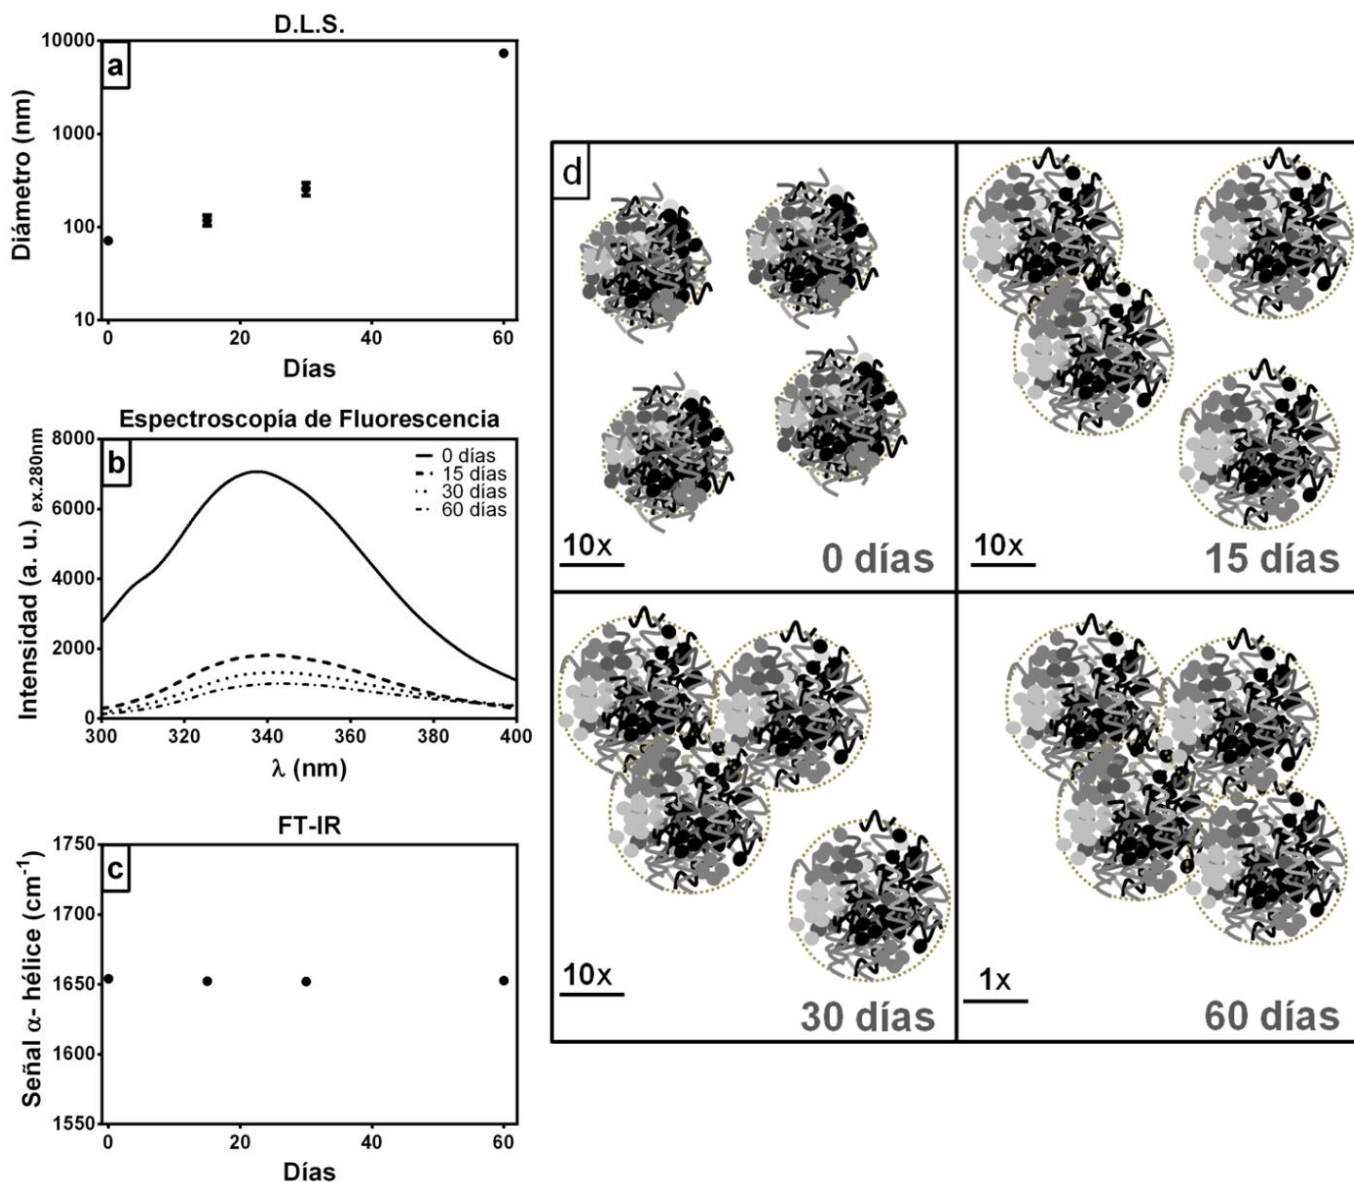 D.L.S.
a
10000
1000
100
10
Diámetro (nm)
0 20 40 60
Días
Espectroscopía de Fluorescencia
b
8000
6000
4000
2000
0
Intensidad (a. u.) ex.280nm
0 días
15 días
30 días
60 días
300 320 340 360 380 400
λ (nm)
FT-IR
c
1750
1700
1650
1600
1550
Señal α- hélice (cm⁻¹)
0 20 40 60
Días
d
10x
0 días
10x
15 días
10x
30 días
1x
60 días